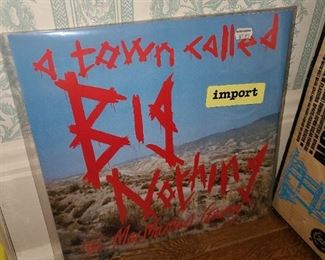 a town called
BIG
import
NoTHiNg